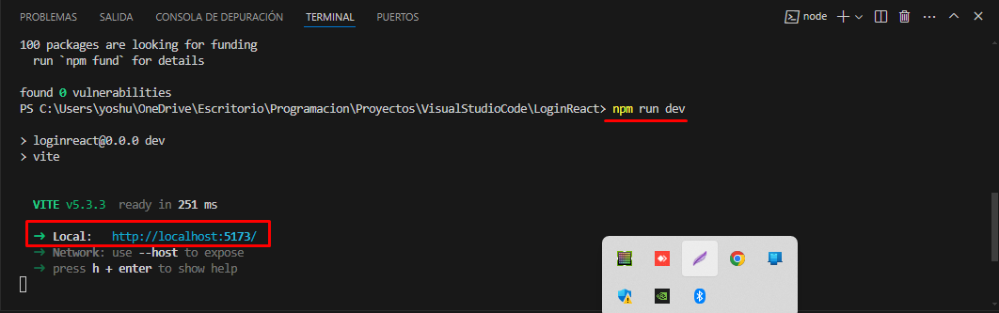 PROBLEMAS SALIDA CONSOLA DE DEPURACIÓN TERMINAL PUERTOS node
100 packages are looking for funding
run `npm fund` for details
found 0 vulnerabilities
PS C:\Users\yoshu\OneDrive\Escritorio\Programacion\Proyectos\VisualStudioCode\LoginReact> npm run dev
> loginreact@0.0.0 dev
> vite
VITE v5.3.3 ready in 251 ms
➜ Local: http://localhost:5173/
➜ Network: use --host to expose
➜ press h + enter to show help